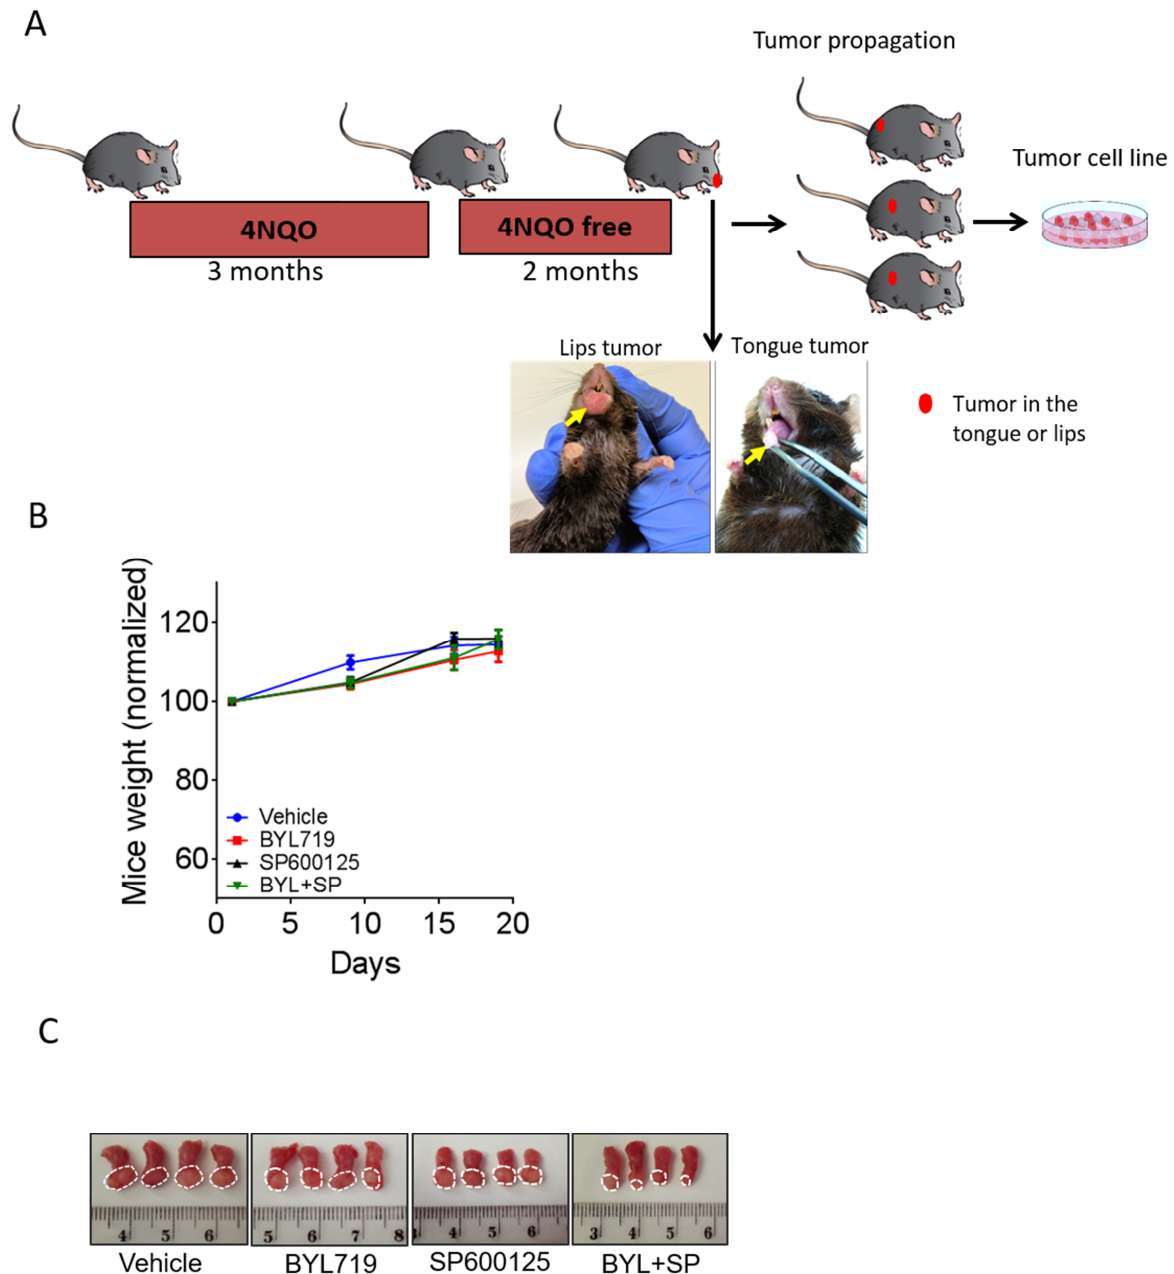 A
Tumor propagation
Tumor cell line
4NQO
4NQO free
3 months
2 months
Lips tumor
Tongue tumor
Tumor in the
tongue or lips
B
Mice weight (normalized)
120
100
80
60
Vehicle
BYL719
SP600125
BYL+SP
0 5 10 15 20
Days
C
4 5 6
5 6 7 8
3 4 5 6
3 4 5 6
Vehicle
BYL719
SP600125
BYL+SP